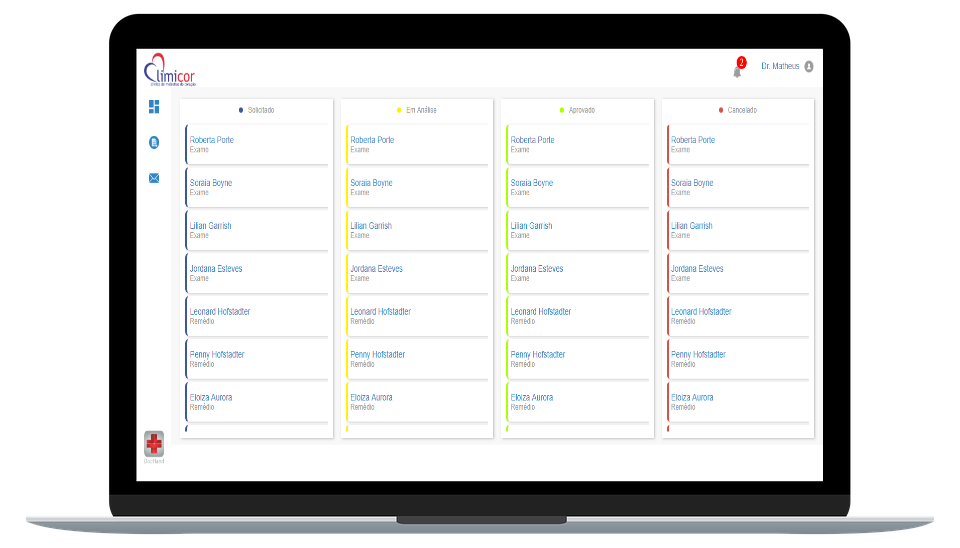 Climicor
2
Dr. Matheus
Solicitado
Em Análise
Aprovado
Cancelado
Roberta Porte
Exame
Soraia Boyne
Exame
Lilian Garrish
Exame
Jordana Esteves
Exame
Leonard Hofstadter
Remédio
Penny Hofstadter
Remédio
Eloiza Aurora
Remédio
Roberta Porte
Exame
Soraia Boyne
Exame
Lilian Garrish
Exame
Jordana Esteves
Exame
Leonard Hofstadter
Remédio
Penny Hofstadter
Remédio
Eloiza Aurora
Remédio
Roberta Porte
Exame
Soraia Boyne
Exame
Lilian Garrish
Exame
Jordana Esteves
Exame
Leonard Hofstadter
Remédio
Penny Hofstadter
Remédio
Eloiza Aurora
Remédio
Roberta Porte
Exame
Soraia Boyne
Exame
Lilian Garrish
Exame
Jordana Esteves
Exame
Leonard Hofstadter
Remédio
Penny Hofstadter
Remédio
Eloiza Aurora
Remédio